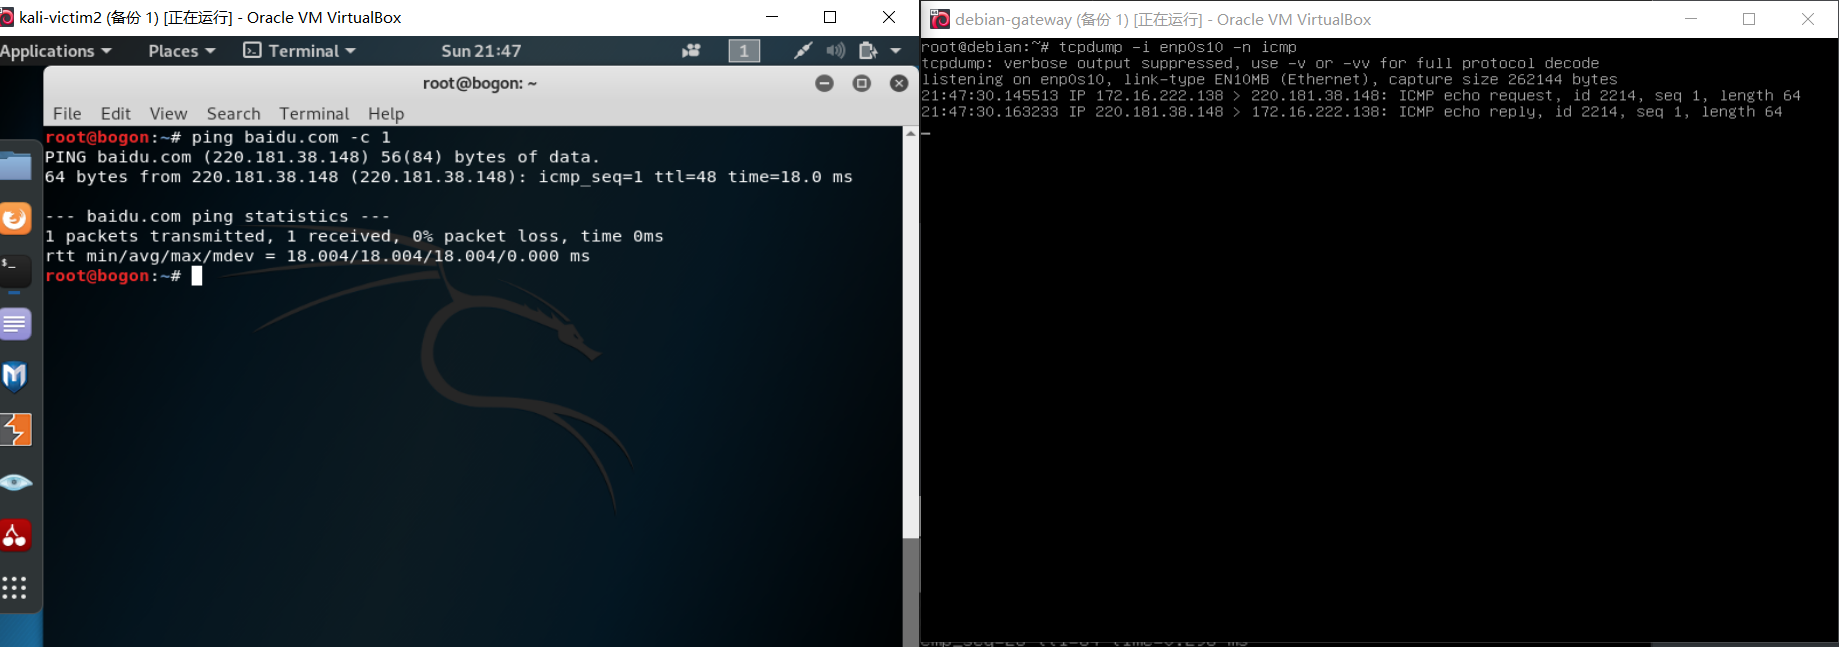 kali-victim2 (备份 1) [正在运行] - Oracle VM VirtualBox
Applications Places Terminal Sun 21:47 1
root@bogon: ~
File Edit View Search Terminal Help
root@bogon:~# ping baidu.com -c 1
PING baidu.com (220.181.38.148) 56(84) bytes of data.
64 bytes from 220.181.38.148 (220.181.38.148): icmp_seq=1 ttl=48 time=18.0 ms
--- baidu.com ping statistics ---
1 packets transmitted, 1 received, 0% packet loss, time 0ms
rtt min/avg/max/mdev = 18.004/18.004/18.004/0.000 ms
root@bogon:~#
debian-gateway (备份 1) [正在运行] - Oracle VM VirtualBox
root@debian:~# tcpdump -i enp0s10 -n icmp
tcpdump: verbose output suppressed, use -v or -vv for full protocol decode
listening on enp0s10, link-type EN10MB (Ethernet), capture size 262144 bytes
21:47:30.145513 IP 172.16.222.138 > 220.181.38.148: ICMP echo request, id 2214, seq 1, length 64
21:47:30.163233 IP 220.181.38.148 > 172.16.222.138: ICMP echo reply, id 2214, seq 1, length 64